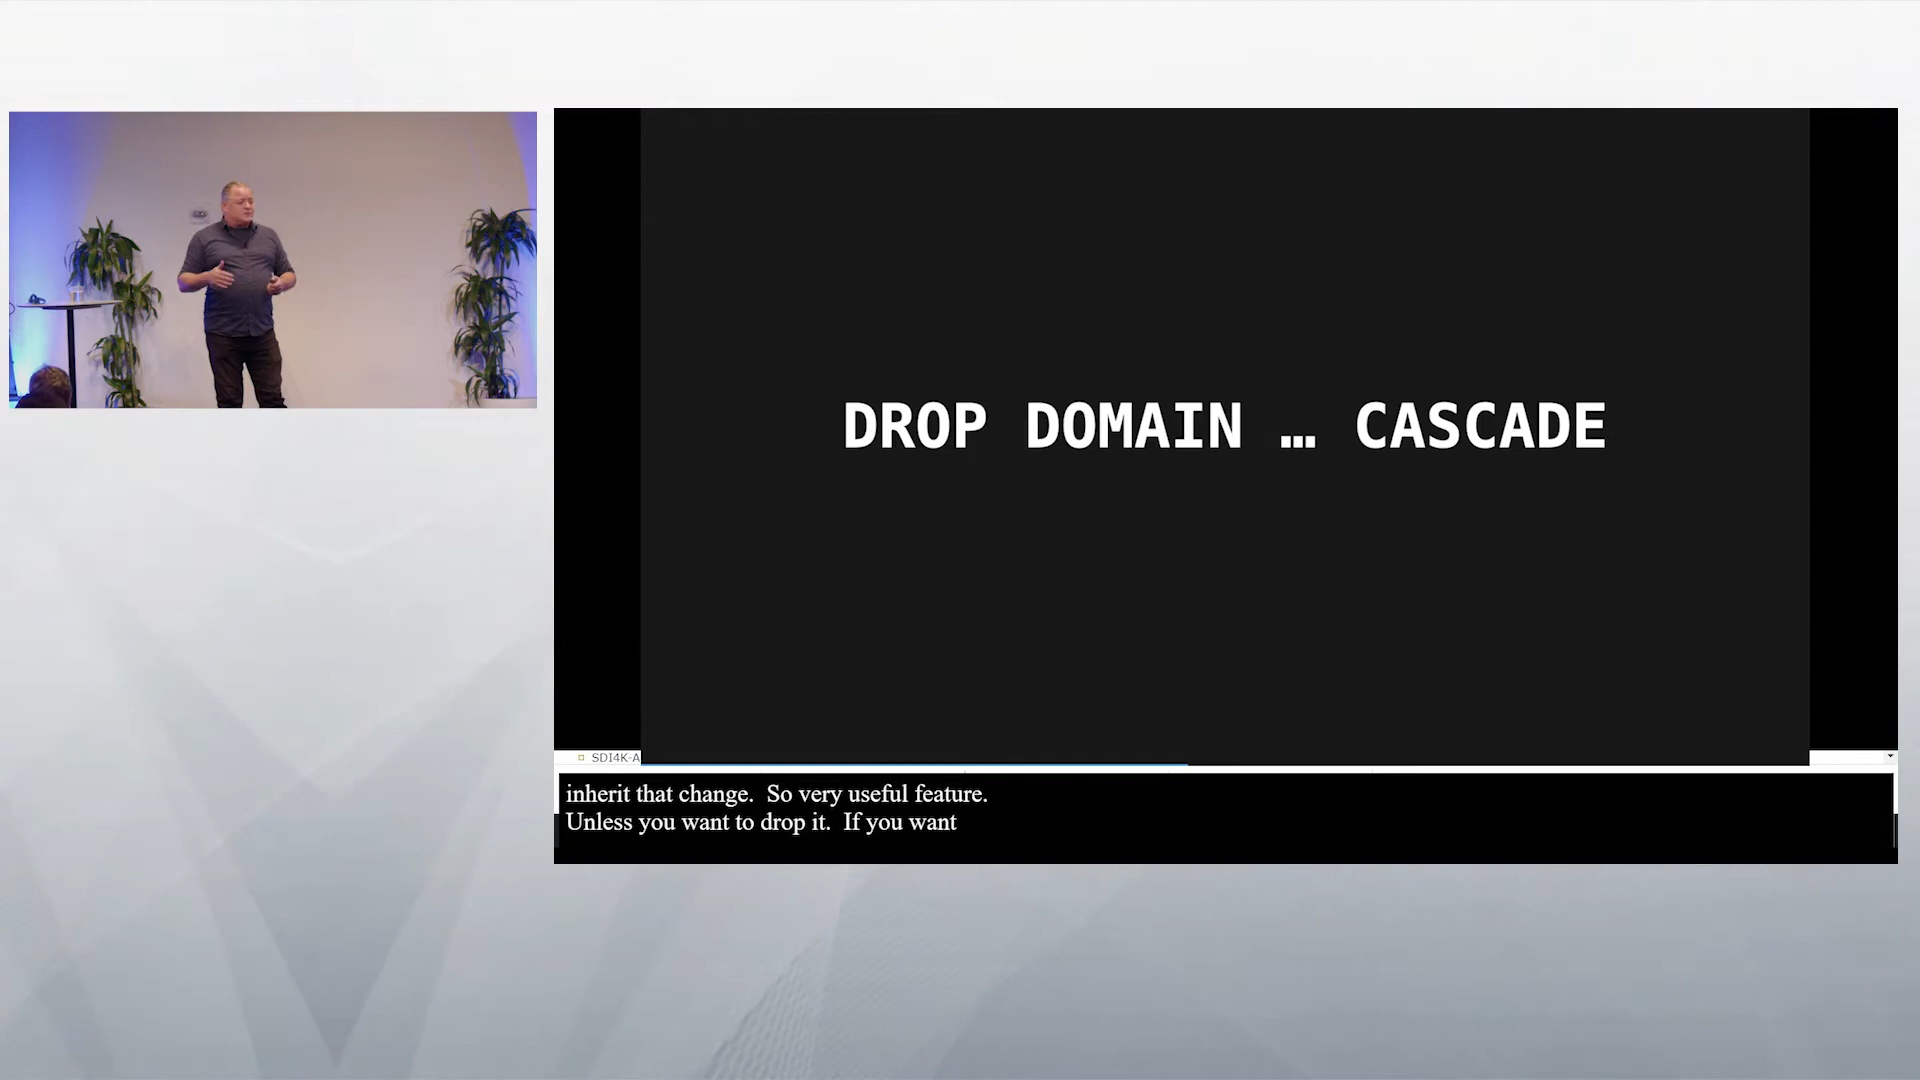 DROP DOMAIN … CASCADE
SDI4K-A
inherit that change.  So very useful feature.
Unless you want to drop it.  If you want